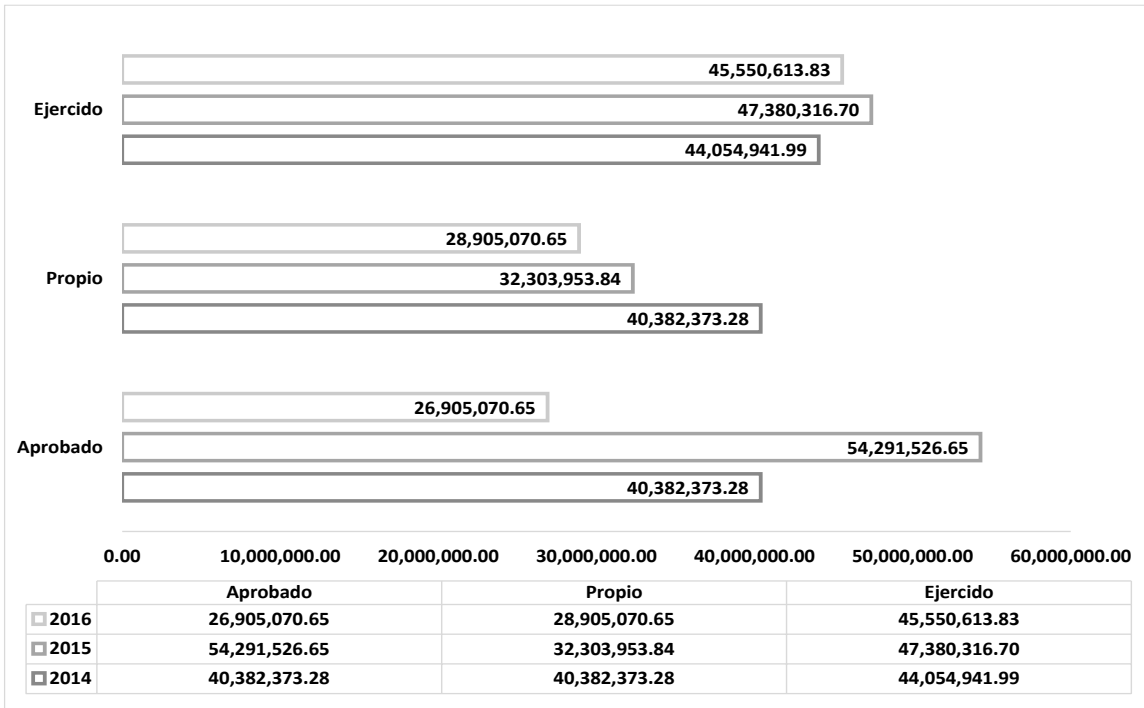 45,550,613.83
Ejercido
47,380,316.70
44,054,941.99
28,905,070.65
Propio
32,303,953.84
40,382,373.28
26,905,070.65
Aprobado
54,291,526.65
40,382,373.28
0.00 10,000,000.00 20,000,000.00 30,000,000.00 40,000,000.00 50,000,000.00 60,000,000.00
Aprobado Propio Ejercido
2016 26,905,070.65 28,905,070.65 45,550,613.83
2015 54,291,526.65 32,303,953.84 47,380,316.70
2014 40,382,373.28 40,382,373.28 44,054,941.99